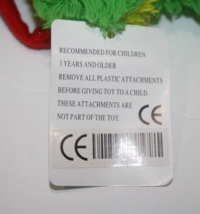 RECOMMENDED FOR CHILDREN
3 YEARS AND OLDER
REMOVE ALL PLASTIC ATTACHMENTS
BEFORE GIVING TOY TO A CHILD.
THESE ATTACHMENTS ARE
NOT PART OF THE TOY.
CE
CE